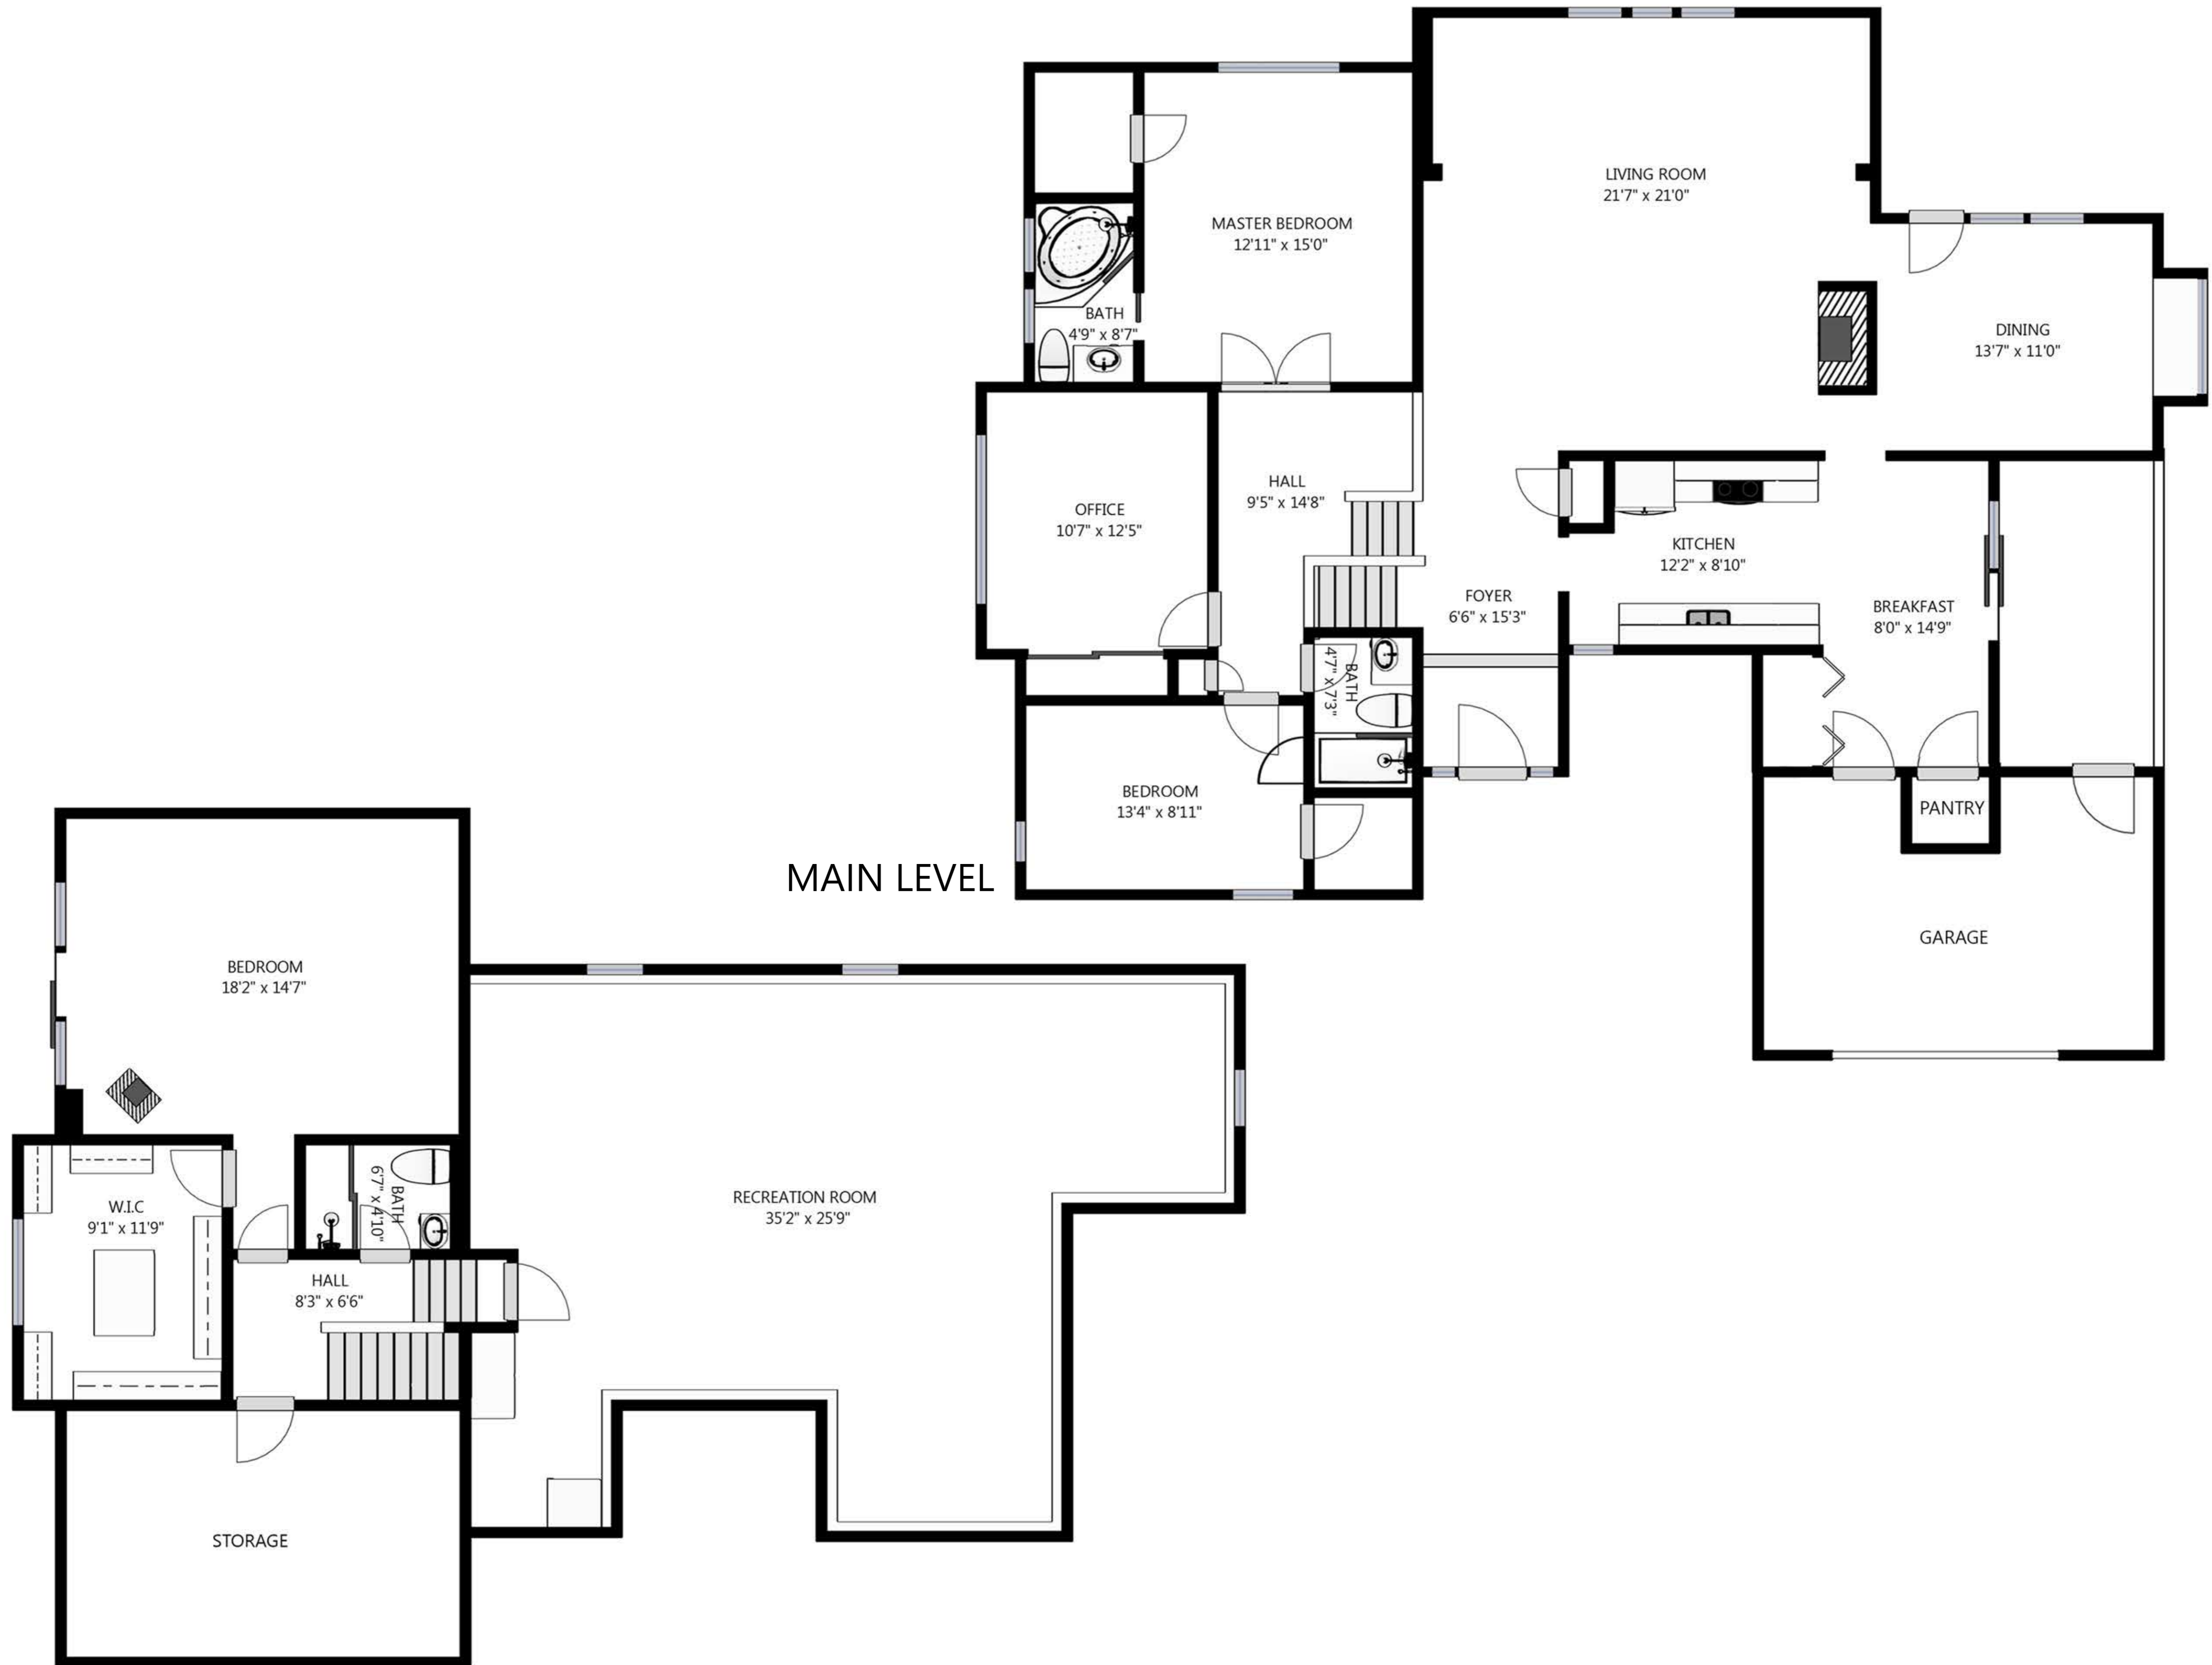 LIVING ROOM
21'7" x 21'0"
MASTER BEDROOM
12'11" x 15'0"
BATH
4'9" x 8'7"
DINING
13'7" x 11'0"
HALL
9'5" x 14'8"
OFFICE
10'7" x 12'5"
KITCHEN
12'2" x 8'10"
FOYER
6'6" x 15'3"
BREAKFAST
8'0" x 14'9"
BATH
4'7" x 7'3"
BEDROOM
13'4" x 8'11"
PANTRY
GARAGE
MAIN LEVEL
BEDROOM
18'2" x 14'7"
RECREATION ROOM
35'2" x 25'9"
BATH
6'7" x 4'10"
W.I.C
9'1" x 11'9"
HALL
8'3" x 6'6"
STORAGE